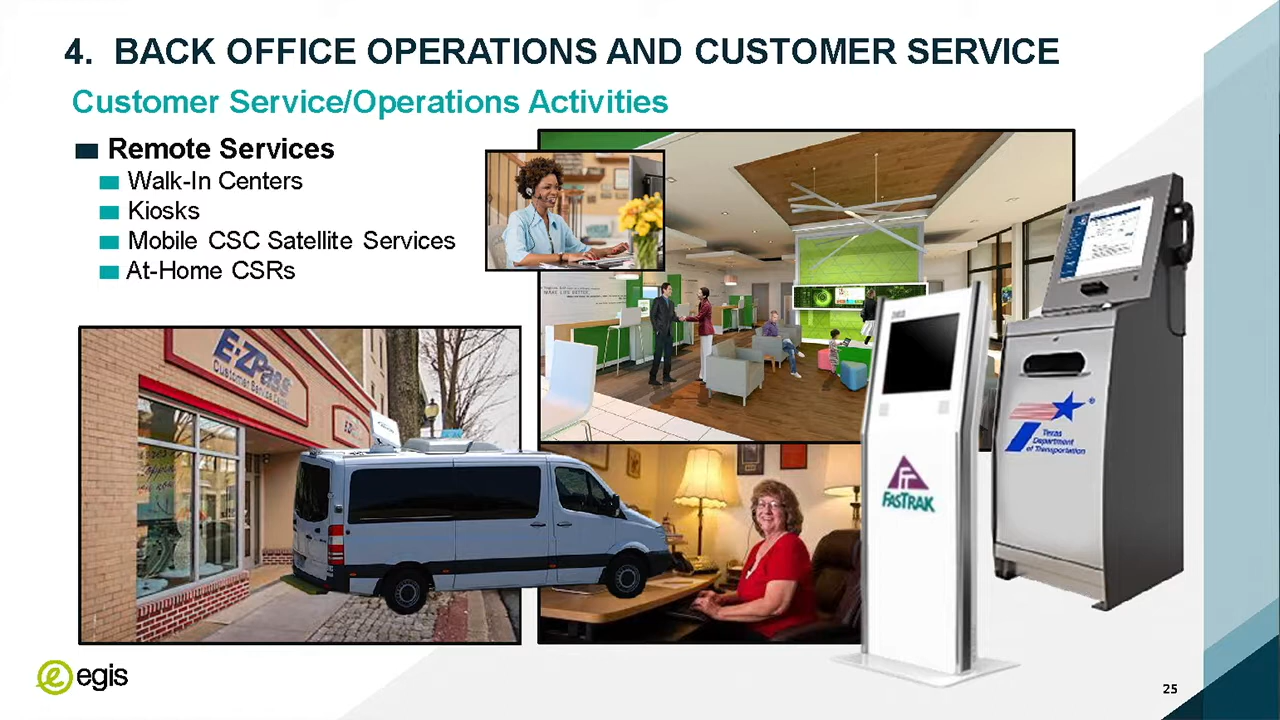 4. BACK OFFICE OPERATIONS AND CUSTOMER SERVICE
Customer Service/Operations Activities
Remote Services
Walk-In Centers
Kiosks
Mobile CSC Satellite Services
At-Home CSRs
E-ZPass
Customer Service Center
E-Z
FT
FASTRAK
Texas
Department
of Transportation
egis
25